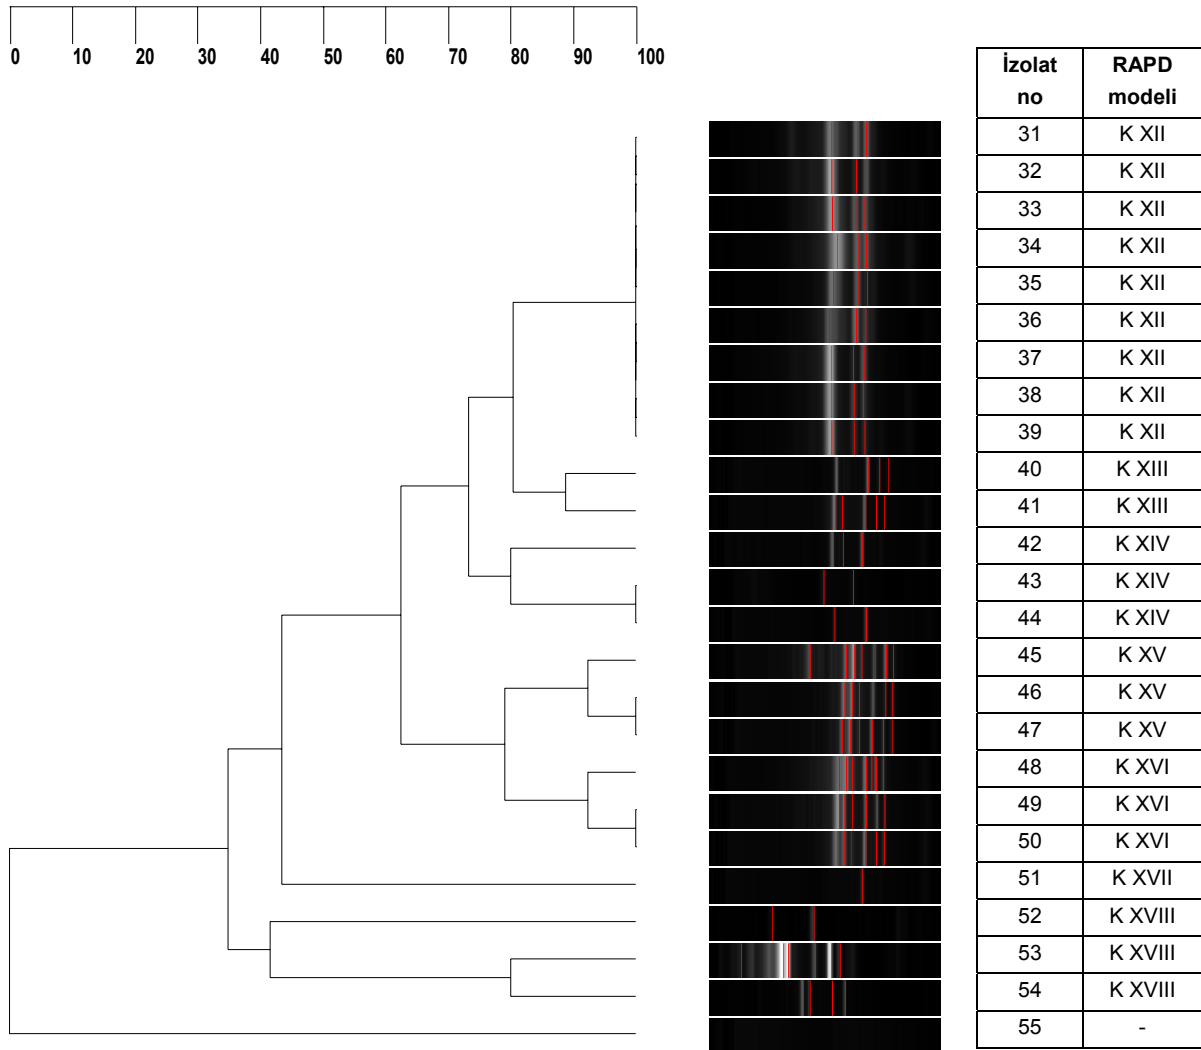 0 10 20 30 40 50 60 70 80 90 100
İzolat no RAPD modeli
31 K XII
32 K XII
33 K XII
34 K XII
35 K XII
36 K XII
37 K XII
38 K XII
39 K XII
40 K XIII
41 K XIII
42 K XIV
43 K XIV
44 K XIV
45 K XV
46 K XV
47 K XV
48 K XVI
49 K XVI
50 K XVI
51 K XVII
52 K XVIII
53 K XVIII
54 K XVIII
55 -